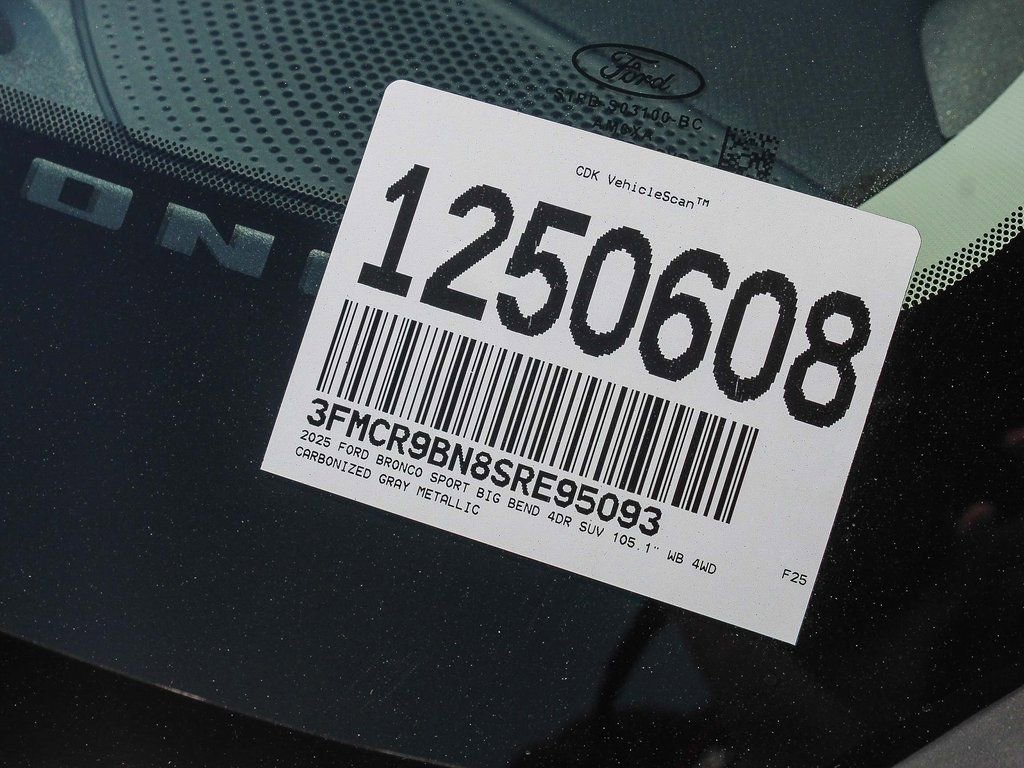 Ford
CDK VehicleScan™
1250608
3FMCR9BN8SRE95093
2025 FORD BRONCO SPORT BIG BEND 4DR SUV 105.1" WB 4WD
CARBONIZED GRAY METALLIC
F25